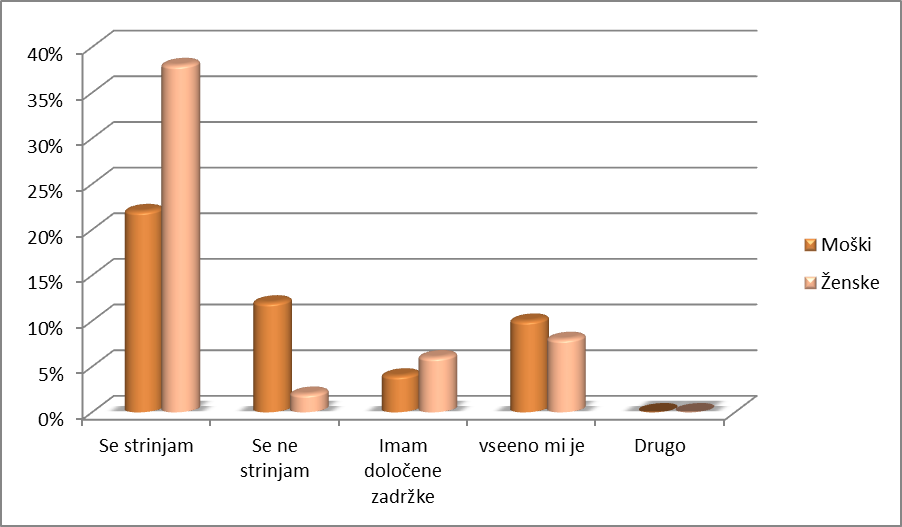 40%
35%
30%
25%
20%
15%
10%
5%
0%
Se strinjam
Se ne
strinjam
Imam
določene
zadržke
vseeno mi je
Drugo
Moški
Ženske